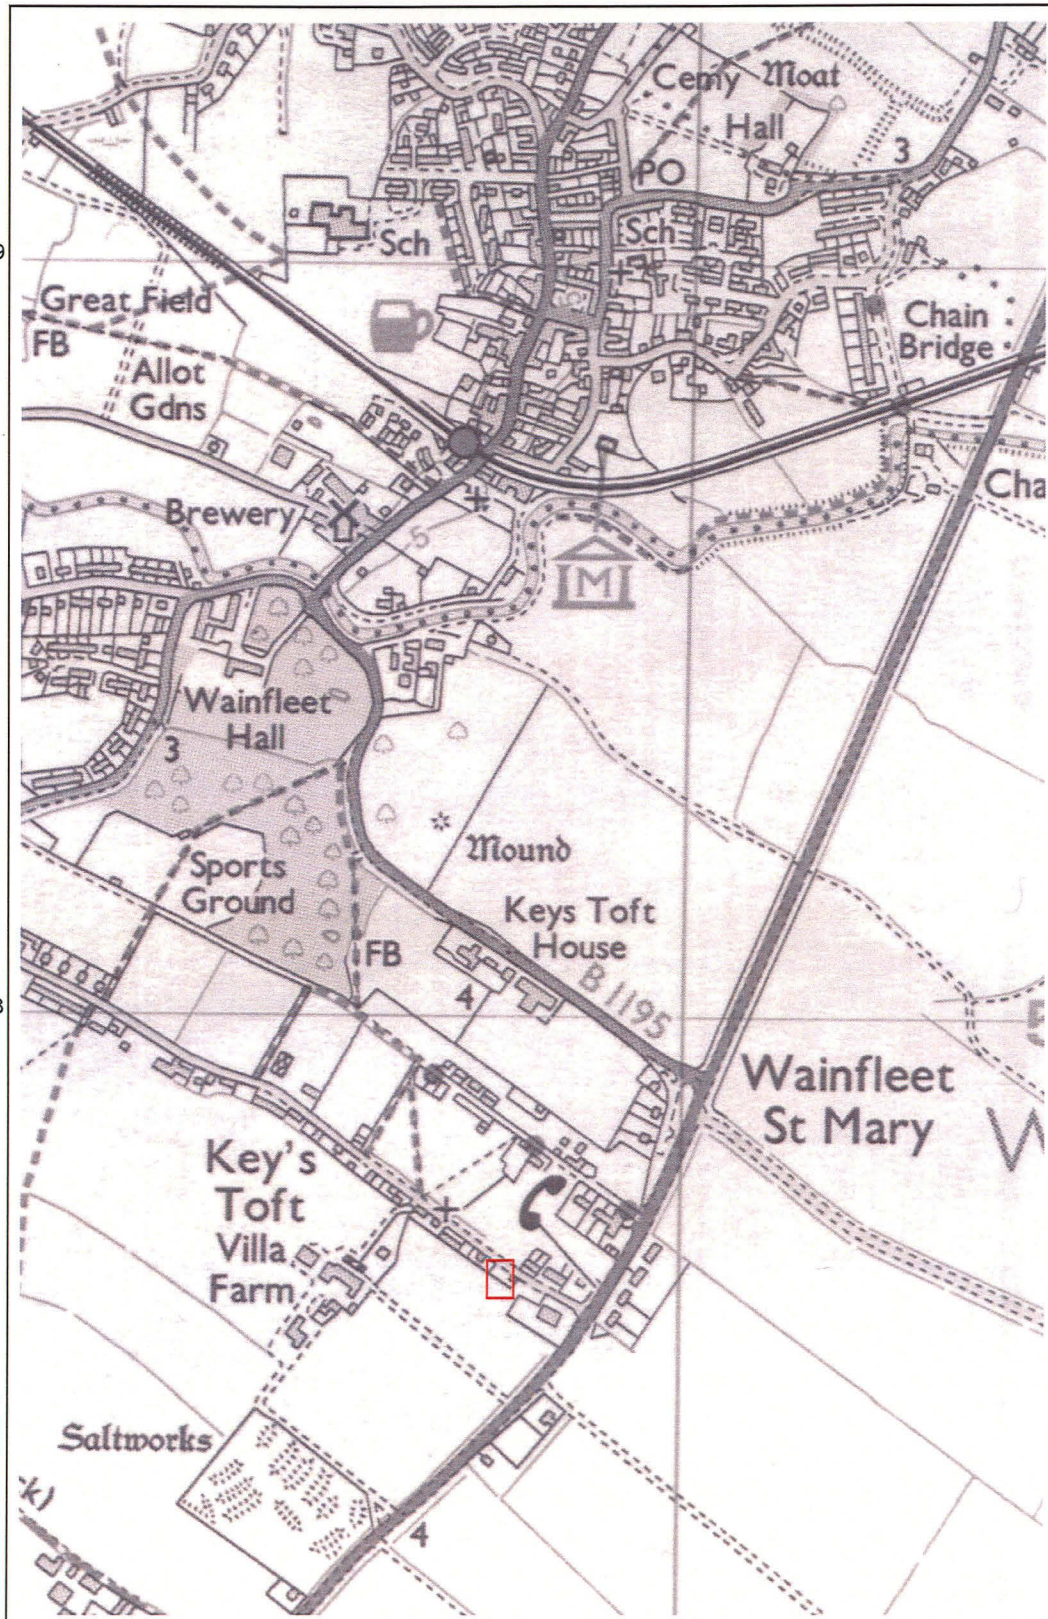 Cemy Moat
Hall
3
PO
Sch
Sch
9
Great Field
FB
Allot
Gdns
Chain
Bridge
Cha
Brewery
5
M
Wainfleet
Hall
3
Mound
Sports
Ground
Keys Toft
House
FB
4
B 1195
Wainfleet
St Mary
W
Key's
Toft
Villa
Farm
Saltworks
k)
4